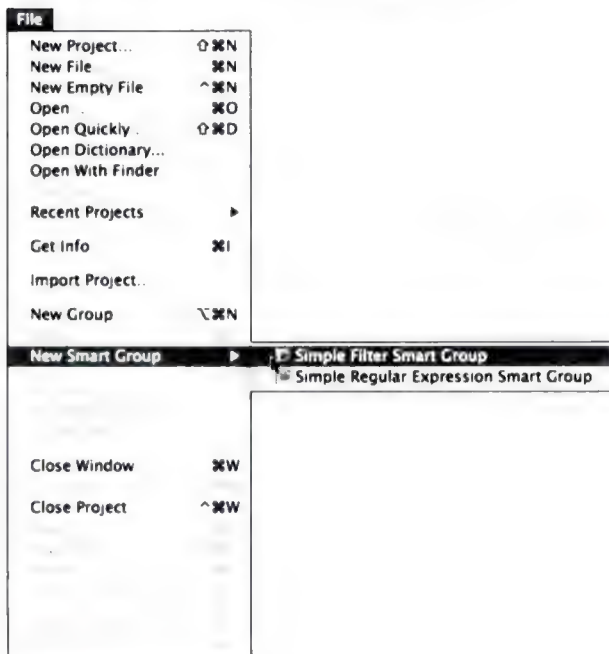 File
New Project... ⇧⌘N
New File ⌘N
New Empty File ^⌘N
Open . ⌘O
Open Quickly . ⇧⌘D
Open Dictionary...
Open With Finder
Recent Projects ▶
Get Info ⌘I
Import Project..
New Group ⌥⌘N
New Smart Group ▶
Simple Filter Smart Group
Simple Regular Expression Smart Group
Close Window ⌘W
Close Project ^⌘W